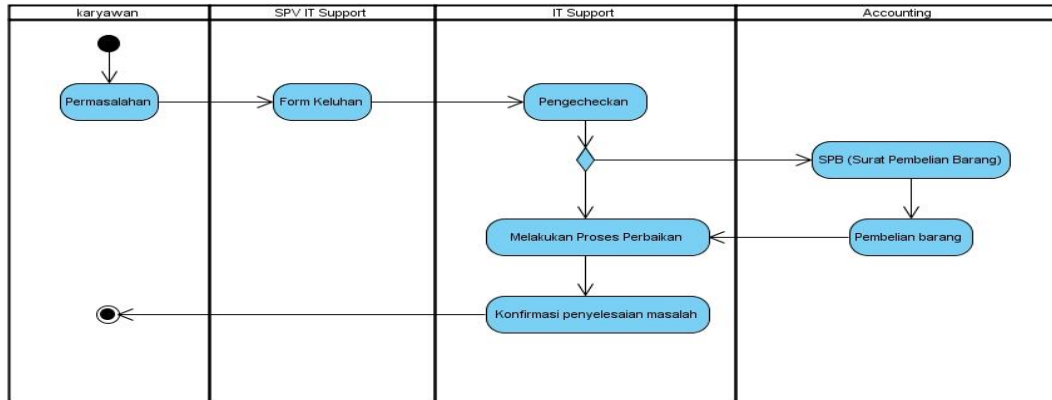 karyawan
SPV IT Support
IT Support
Accounting
Permasalahan
Form Keluhan
Pengecheckan
SPB (Surat Pembelian Barang)
Melakukan Proses Perbaikan
Pembelian barang
Konfirmasi penyelesaian masalah